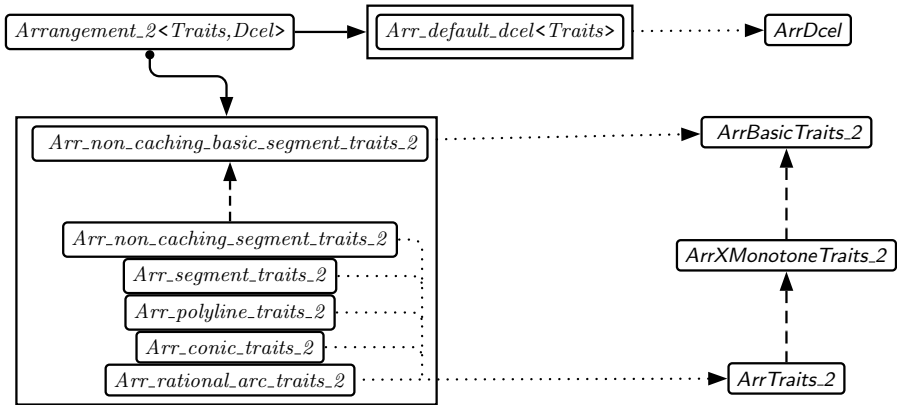 Arrangement_2<Traits,Dcel>
Arr_default_dcel<Traits>
ArrDcel
Arr_non_caching_basic_segment_traits_2
ArrBasicTraits_2
Arr_non_caching_segment_traits_2
ArrXMonotoneTraits_2
Arr_segment_traits_2
Arr_polyline_traits_2
Arr_conic_traits_2
Arr_rational_arc_traits_2
ArrTraits_2